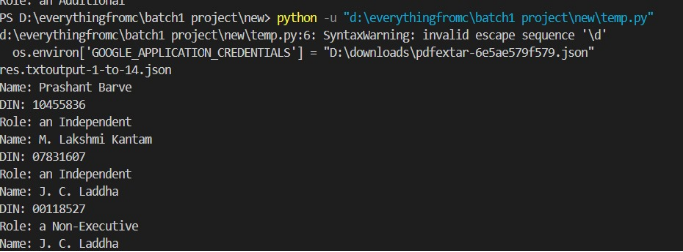 Role: an Additional
PS D:\everythingfromc\batch1 project\new> python -u "d:\everythingfromc\batch1 project\new\temp.py"
d:\everythingfromc\batch1 project\new\temp.py:6: SyntaxWarning: invalid escape sequence '\d'
  os.environ['GOOGLE_APPLICATION_CREDENTIALS'] = "D:\downloads\pdfextar-6e5ae579f579.json"
res.txtoutput-1-to-14.json
Name: Prashant Barve
DIN: 10455836
Role: an Independent
Name: M. Lakshmi Kantam
DIN: 07831607
Role: an Independent
Name: J. C. Laddha
DIN: 00118527
Role: a Non-Executive
Name: J. C. Laddha